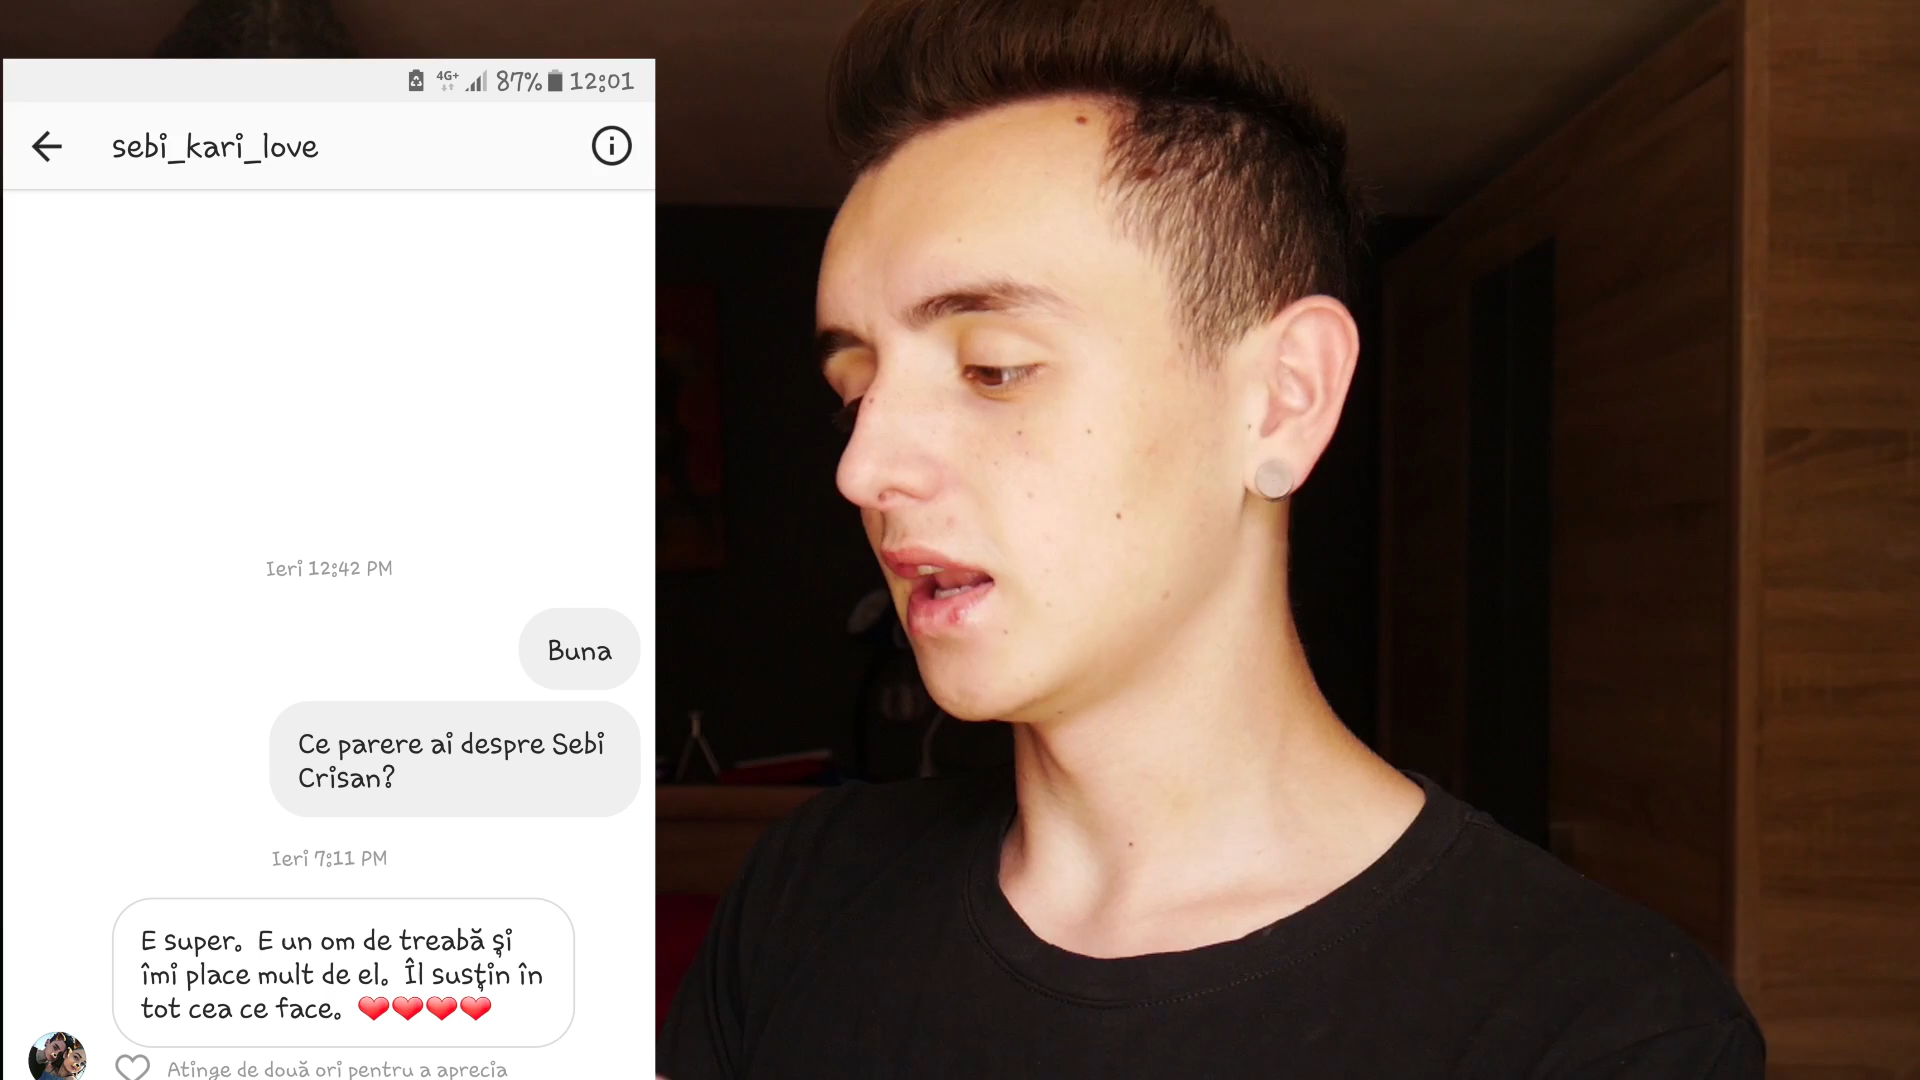 4G+ 87% 12:01
sebi_kari_love
Ieri 12:42 PM
Buna
Ce parere ai despre Sebi
Crisan?
Ieri 7:11 PM
E super. E un om de treabă și
îmi place mult de el. Îl susțin în
tot cea ce face. ❤❤❤❤
Atinge de două ori pentru a aprecia